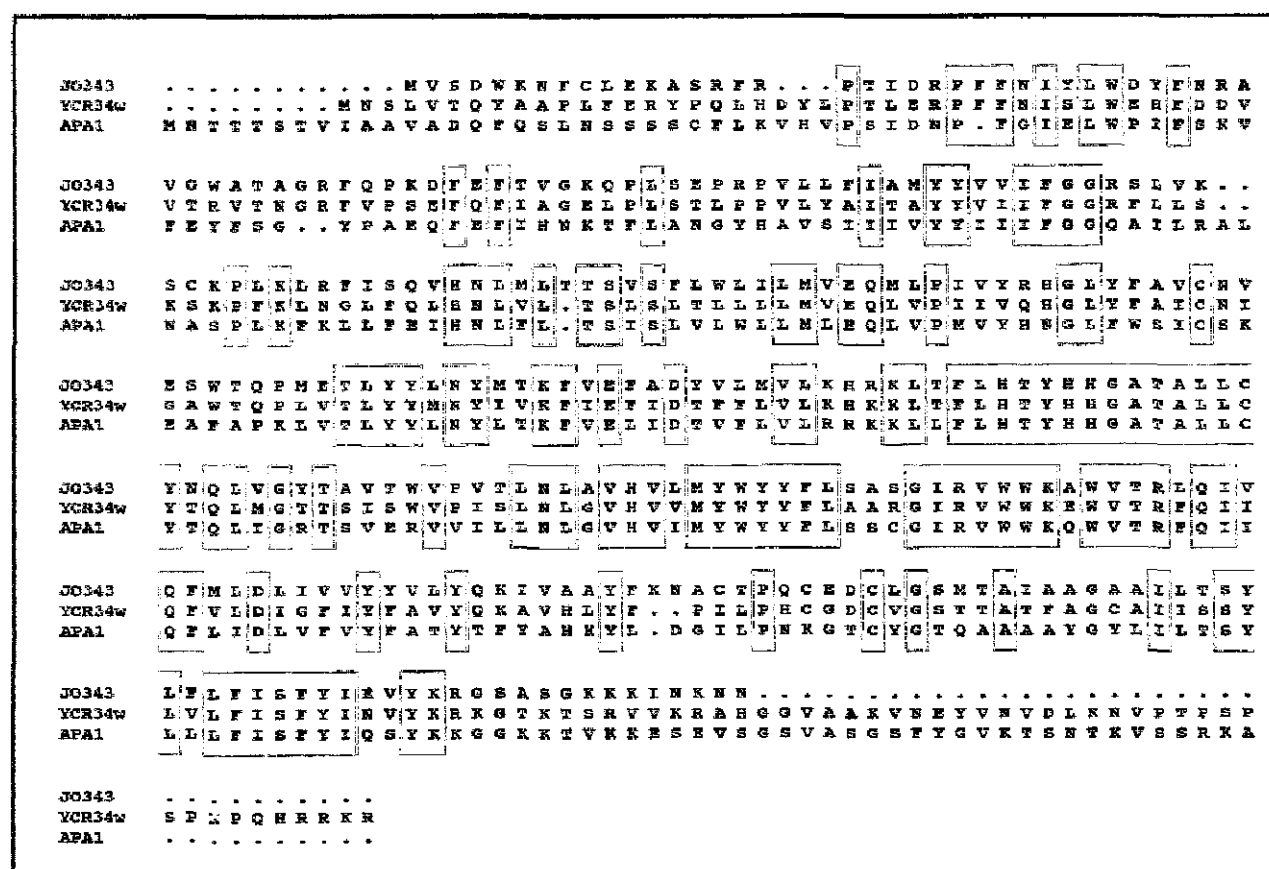 JO343 . . . . . . . . . . . M V S D W K N F C L E K A S R F R . . . P T I D R P F F N I Y L W D Y F N R A
YCR34w . . . . . . . . M N S L V T Q Y A A P L F E R Y P Q L H D Y L P T L E R P F F N I S L W E H F D D V
APA1 M N T T T S T V I A A V A D Q F Q S L N S S S S C F L K V H V P S I D N P . F G I E L W P I F S K V
JO343 V G W A T A G R F Q P K D F E F T V G K Q P L S E P R P V L L F I A M Y Y V V I F G G R S L V K . .
YCR34w V T R V T N G R F V P S E F Q F I A G E L P L S T L P P V L Y A I T A Y Y V I I F G G R F L L S . .
APA1 F E Y F S G . . Y P A E Q F E F I H N K T F L A N G Y H A V S I I I V Y Y I I I F G G Q A I L R A L
JO343 S C K P L K L R F I S Q V H N L M L T T S V S F L W L I L M V E Q M L P I V Y R H G L Y F A V C N V
YCR34w K S K P F K L N G L F Q L H N L V L . T S L S L T L L L L M V E Q L V P I I V Q H G L Y F A I C N I
APA1 N A S P L K F K L L F E I H N L F L . T S I S L V L W L L M L E Q L V P M V Y H N G L F W S I C S K
JO343 E S W T Q P M E T L Y Y L N Y M T K F V E F A D Y V L M V L K H R K L T F L H T Y H H G A T A L L C
YCR34w G A W T Q P L V T L Y Y M N Y I V K F I E F I D T F F L V L K H K K L T F L H T Y H H G A T A L L C
APA1 E A F A P K L V T L Y Y L N Y L T K F V E L I D T V F L V L R R K K L L F L H T Y H H G A T A L L C
JO343 Y N Q L V G Y T A V T W V P V T L N L A V H V L M Y W Y Y F L S A S G I R V W W K A W V T R L Q I V
YCR34w Y T Q L M G T T S I S W V P I S L N L G V H V V M Y W Y Y F L A A R G I R V W W K E W V T R F Q I I
APA1 Y T Q L I G R T S V E R V V I L L N L G V H V I M Y W Y Y F L S S C G I R V W W K Q W V T R F Q I I
JO343 Q F M L D L I V V Y Y V L Y Q K I V A A Y F K N A C T P Q C E D C L G S M T A I A A G A A I L T S Y
YCR34w Q F V L D I G F I Y F A V Y Q K A V H L Y F . . P I L P H C G D C V G S T T A T F A G C A I I S S Y
APA1 Q F L I D L V F V Y F A T Y T F Y A H K Y L . D G I L P N K G T C Y G T Q A A A A Y G Y L I L T S Y
JO343 L F L F I S F Y I E V Y K R G S A S G K K K I N K N N . . . . . . . . . . . . . . . . . . . . . . .
YCR34w L V L F I S F Y I N V Y K R K G T K T S R V V K R A H G G V A A K V N E Y V N V D L K N V P T P S P
APA1 L L L F I S F Y I Q S Y K K G G K K T V K K E S E V S G S V A S G S S T Y G V K T S N T K V S S R K A
JO343 . . . . . . . . . .
YCR34w S P K P Q H R R K R
APA1 . . . . . . . . . .